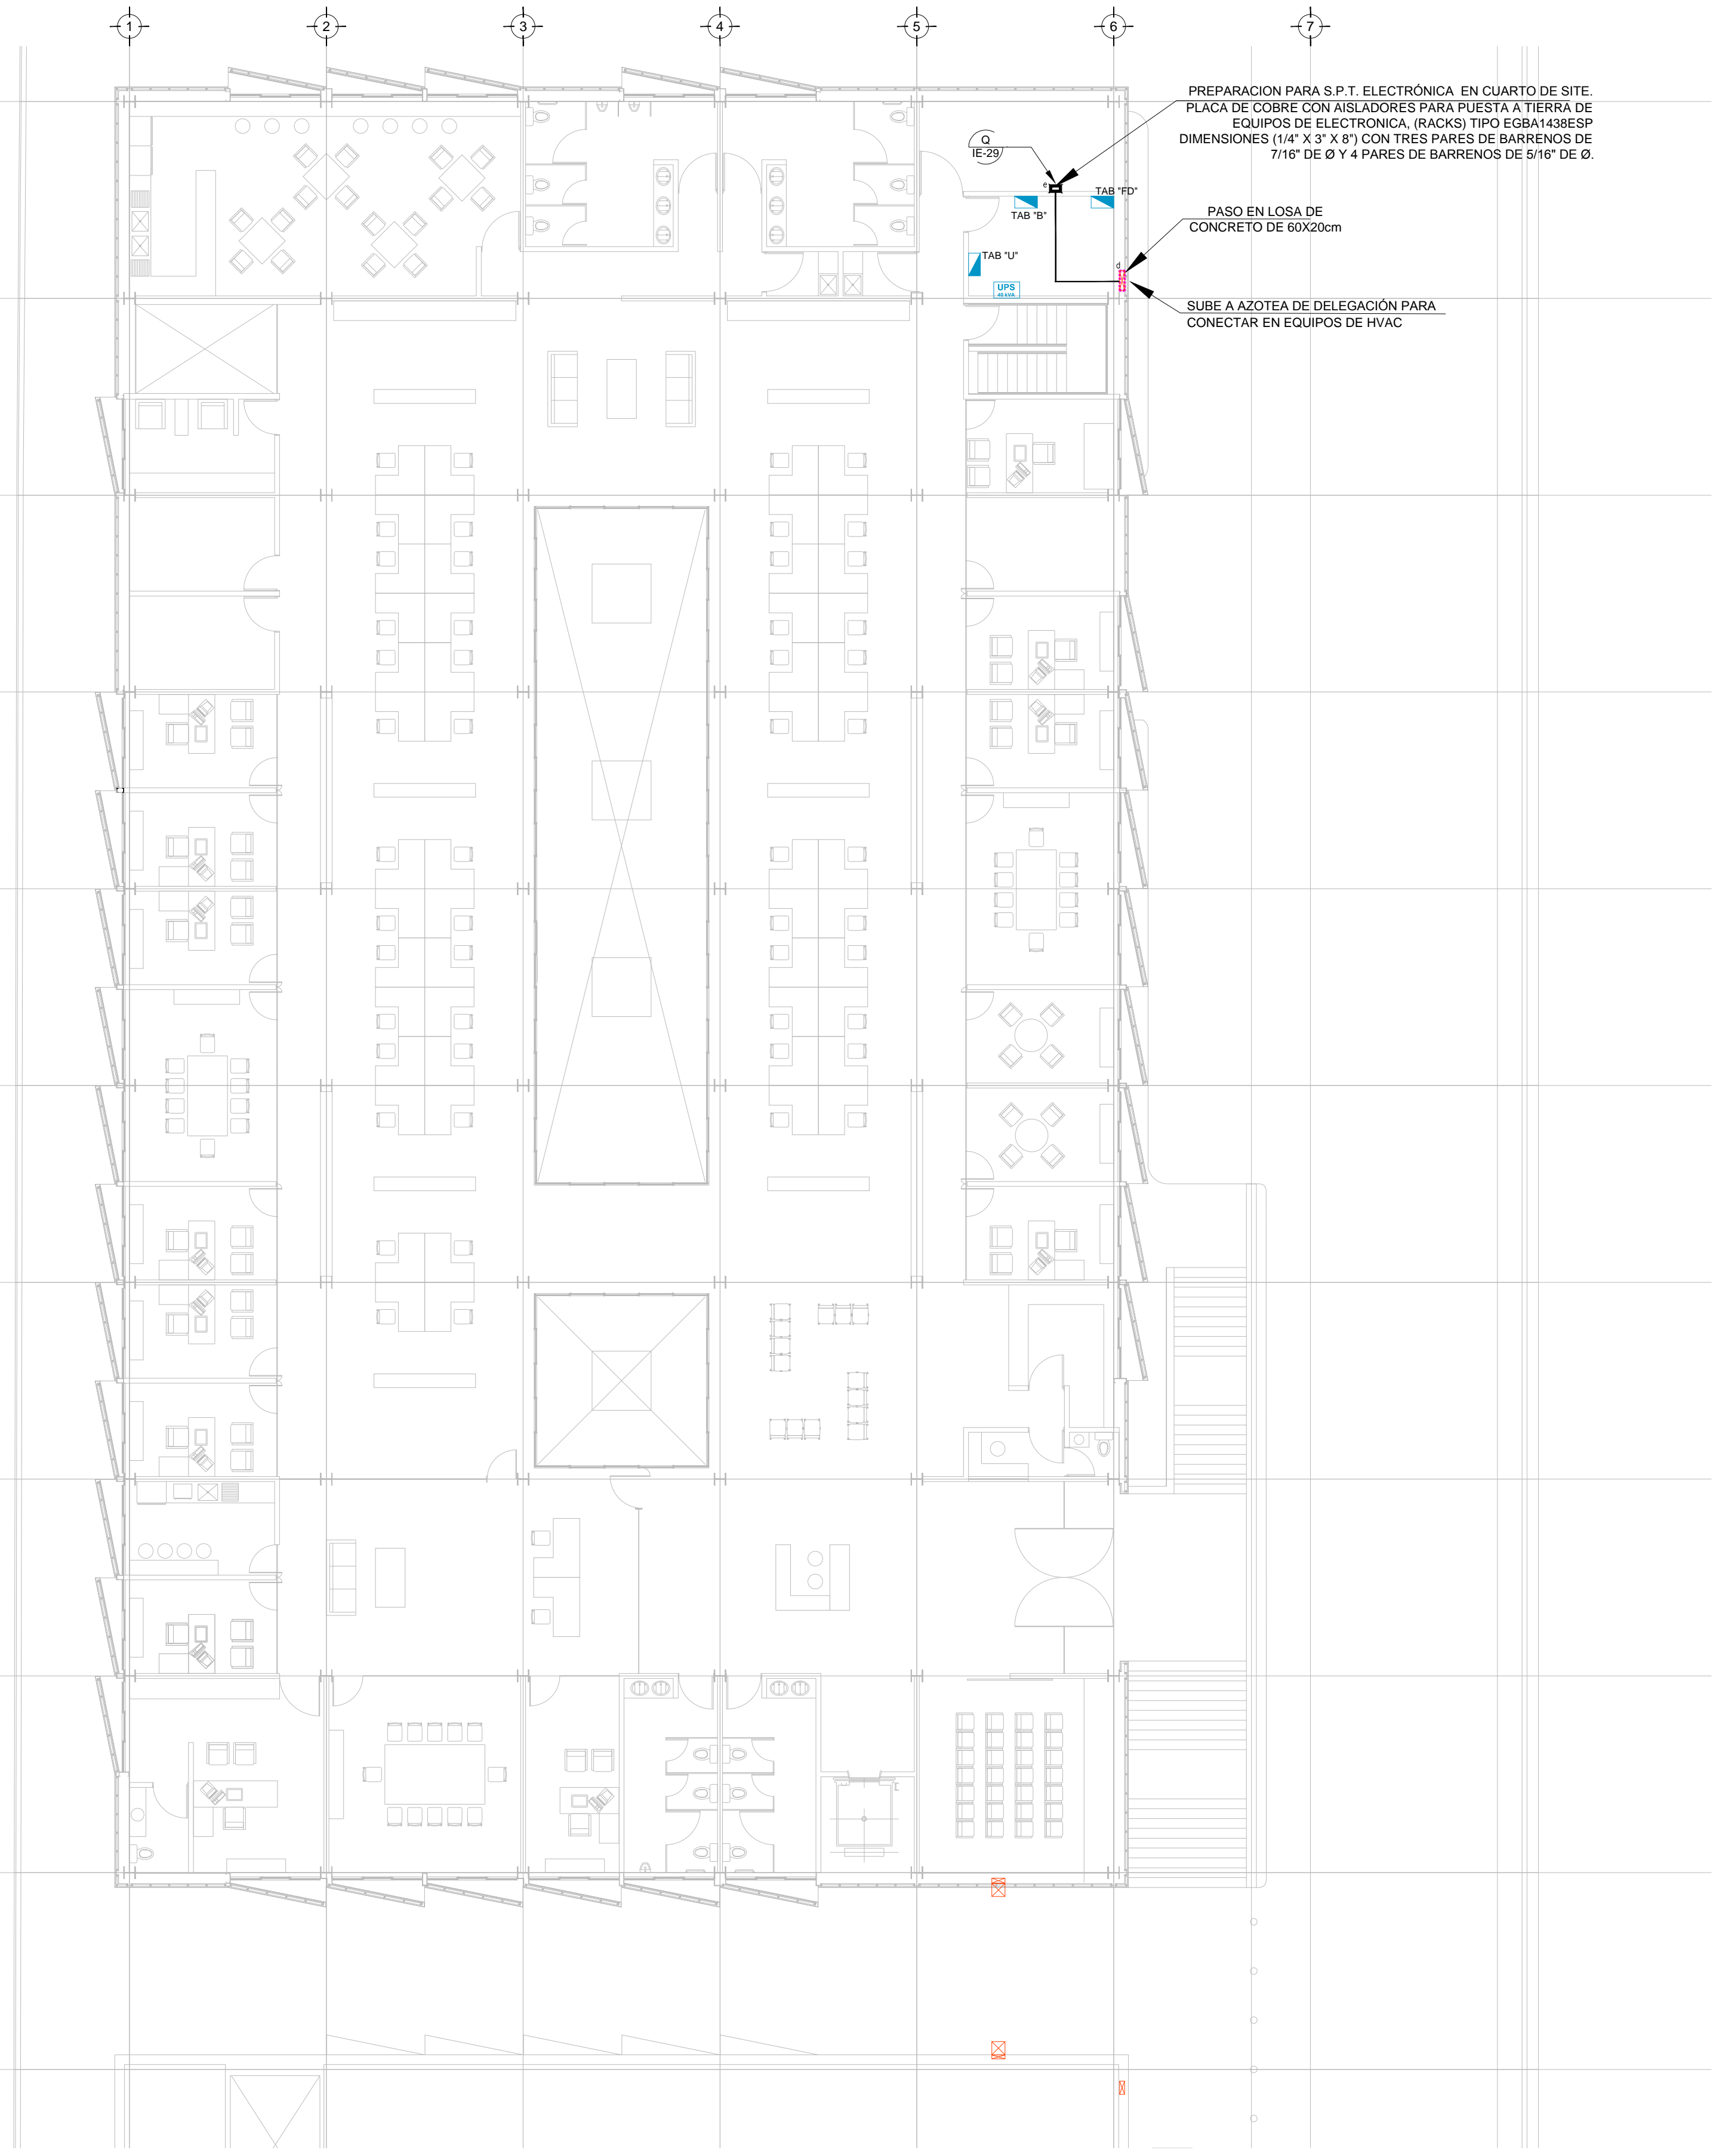 1 2 3 4 5 6 7
PREPARACION PARA S.P.T. ELECTRÓNICA EN CUARTO DE SITE.
PLACA DE COBRE CON AISLADORES PARA PUESTA A TIERRA DE
EQUIPOS DE ELECTRONICA, (RACKS) TIPO EGBA1438ESP
DIMENSIONES (1/4" X 3" X 8") CON TRES PARES DE BARRENOS DE
7/16" DE Ø Y 4 PARES DE BARRENOS DE 5/16" DE Ø.
Q
IE-29
e
TAB "FD"
TAB "B"
PASO EN LOSA DE
CONCRETO DE 60X20cm
TAB "U"
d
UPS
40 kVA
SUBE A AZOTEA DE DELEGACIÓN PARA
CONECTAR EN EQUIPOS DE HVAC